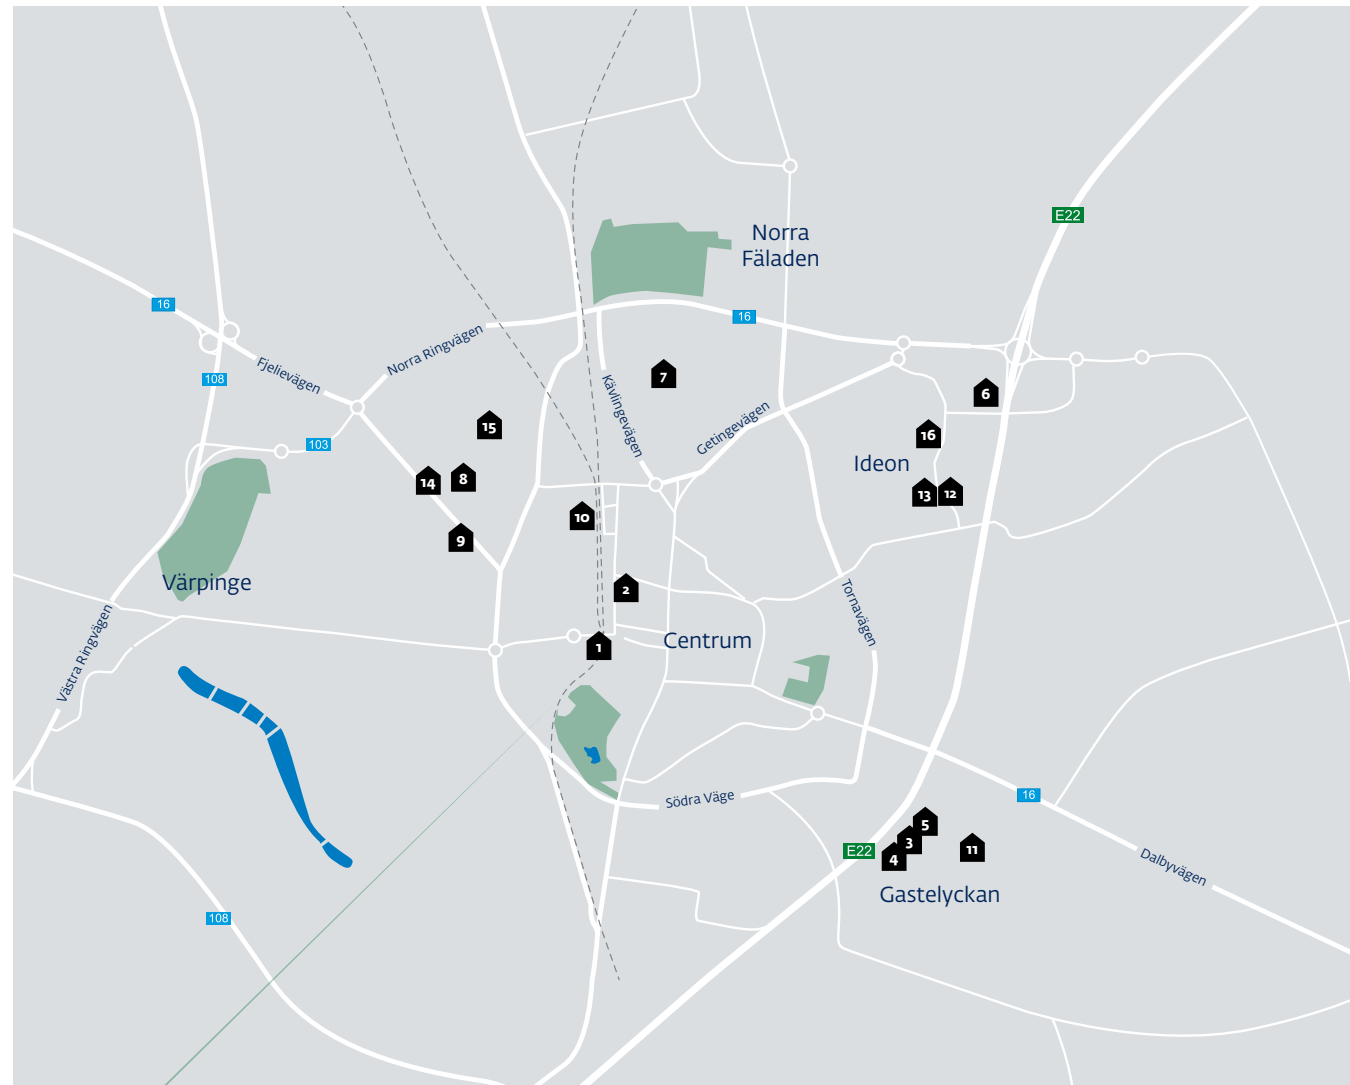 E22
Norra
Fäladen
16
16
Norra Ringvägen
Fjelievägen
108
7
Kävlingevägen
6
Getingevägen
15
16
103
Ideon
14
8
13
12
10
9
Värpinge
2
Tornavägen
Västra Ringvägen
1
Centrum
Södra Väge
16
5
3
4
11
E22
Dalbyvägen
Gastelyckan
108